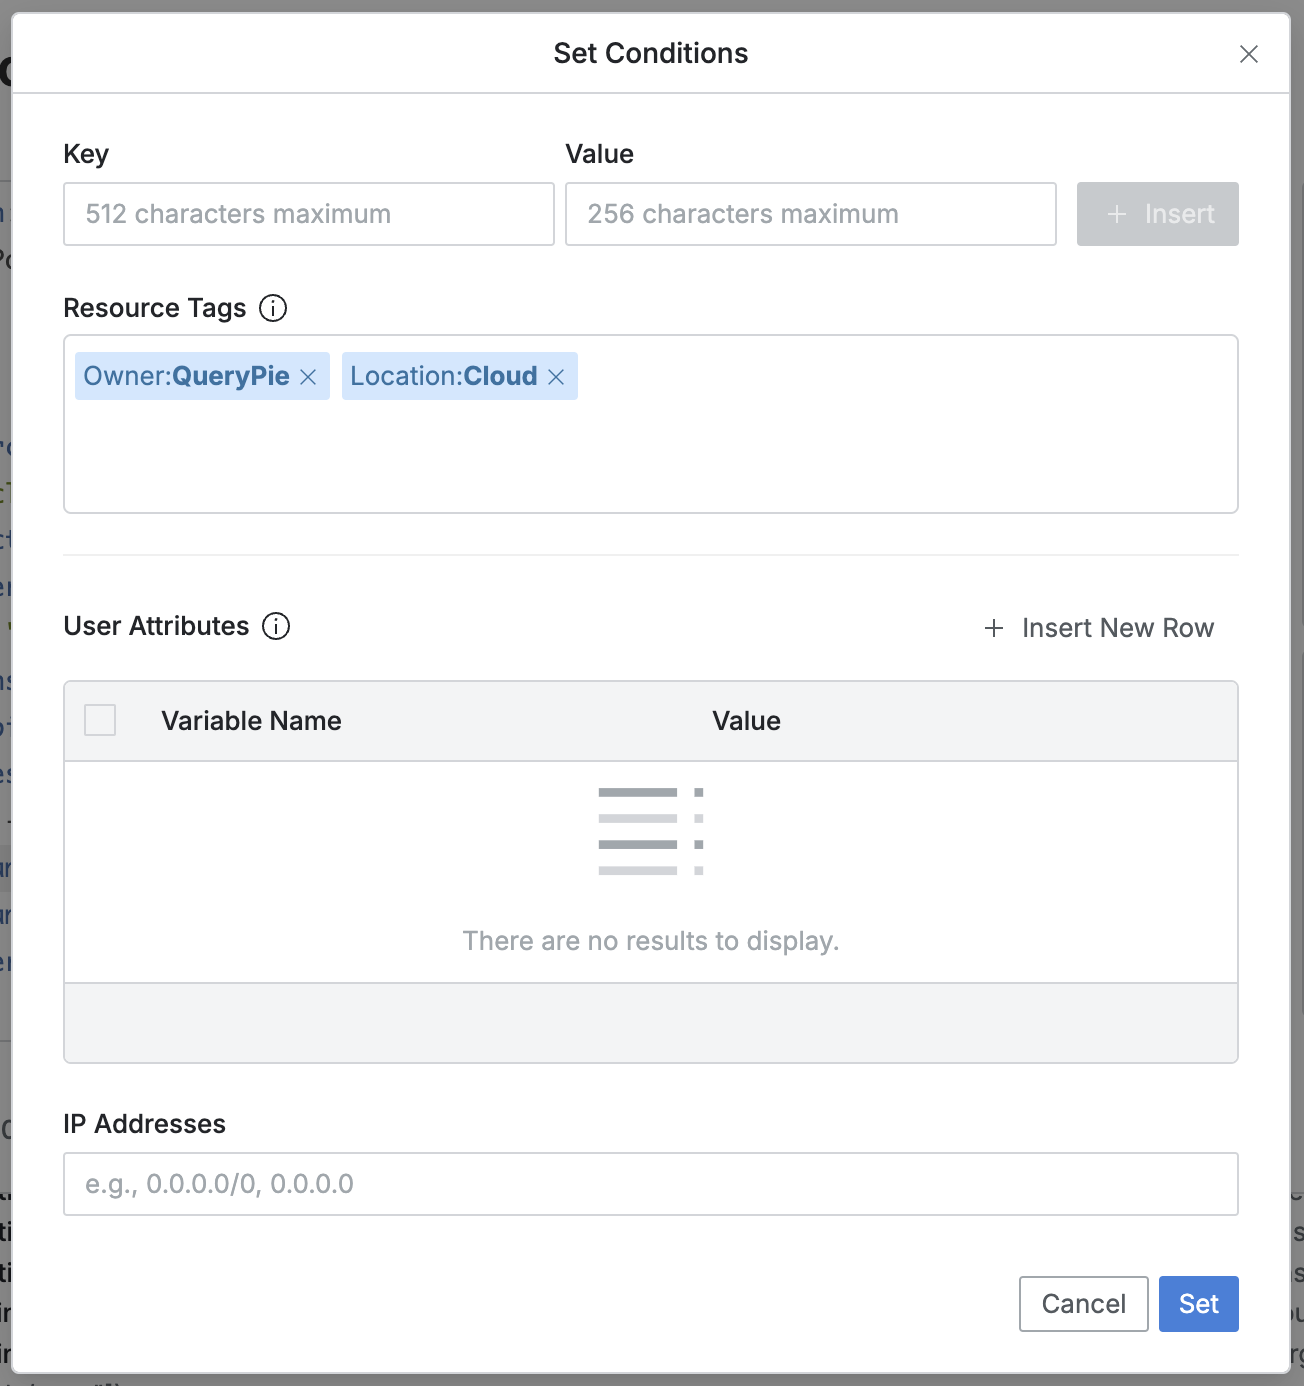 Set Conditions
Key
Value
512 characters maximum
256 characters maximum
+ Insert
Resource Tags
Owner:QueryPie
Location:Cloud
User Attributes
+ Insert New Row
Variable Name
Value
There are no results to display.
IP Addresses
e.g., 0.0.0.0/0, 0.0.0.0
Cancel
Set